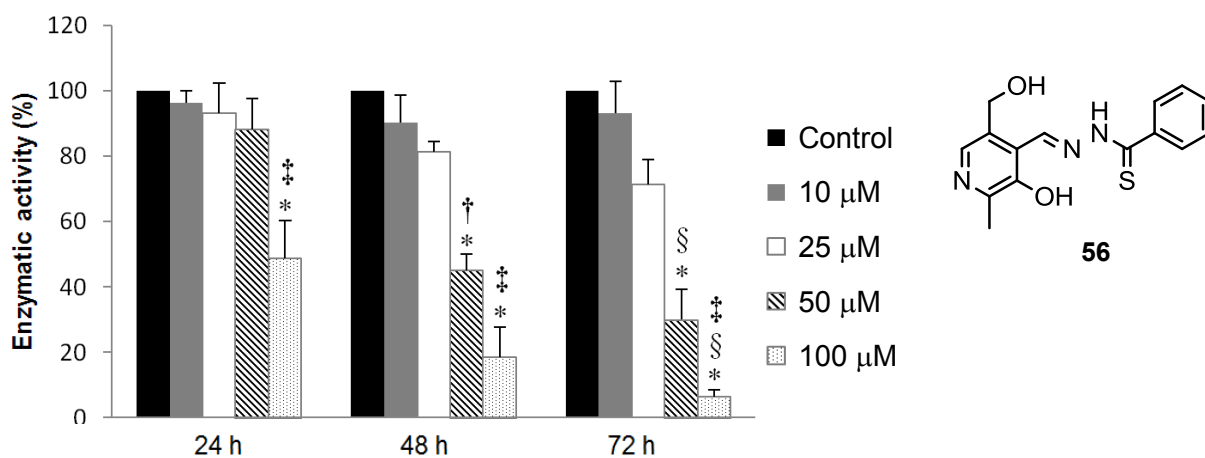 Enzymatic activity (%)
120
100
80
60
40
20
0
‡
*
†
*
‡
*
§
*
‡
§
*
24 h
48 h
72 h
Control
10 μM
25 μM
50 μM
100 μM
OH
H
N
N
S
N
OH
56